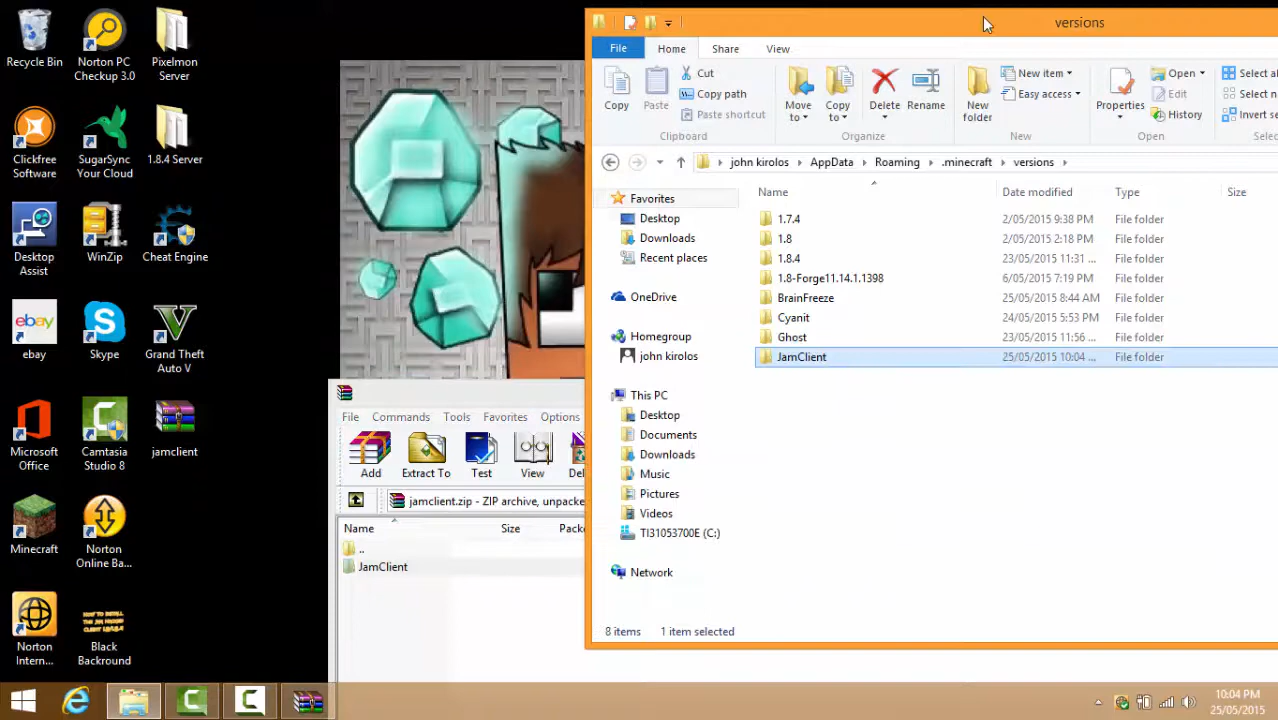 Recycle Bin
Norton PC Checkup 3.0
Pixelmon Server
Clickfree Software
SugarSync Your Cloud
1.8.4 Server
Desktop Assist
WinZip
Cheat Engine
ebay
ebay
Skype
Grand Theft Auto V
Microsoft Office
Camtasia Studio 8
jamclient
Minecraft
Norton Online Ba...
Norton Intern...
HOW TO INSTALL
Black Backround
versions
File Home Share View
Copy
Paste
Cut
Copy path
Paste shortcut
Clipboard
Move to
Copy to
Delete
Rename
Organize
New folder
New item
Easy access
New
Properties
Open
Edit
History
Open
Select al
Select n
Invert se
Selec
john kirolos AppData Roaming .minecraft versions
Favorites
Desktop
Downloads
Recent places
OneDrive
Homegroup
john kirolos
This PC
Desktop
Documents
Downloads
Music
Pictures
Videos
TI31053700E (C:)
Network
Name Date modified Type Size
1.7.4 2/05/2015 9:38 PM File folder
1.8 2/05/2015 2:18 PM File folder
1.8.4 23/05/2015 11:31 ... File folder
1.8-Forge11.14.1.1398 6/05/2015 7:19 PM File folder
BrainFreeze 25/05/2015 8:44 AM File folder
Cyanit 24/05/2015 5:53 PM File folder
Ghost 23/05/2015 11:56 ... File folder
JamClient 25/05/2015 10:04 ... File folder
8 items 1 item selected
File Commands Tools Favorites Options
Add Extract To Test View Del
jamclient.zip - ZIP archive, unpacke
Name Size Packe
..
JamClient
10:04 PM
25/05/2015